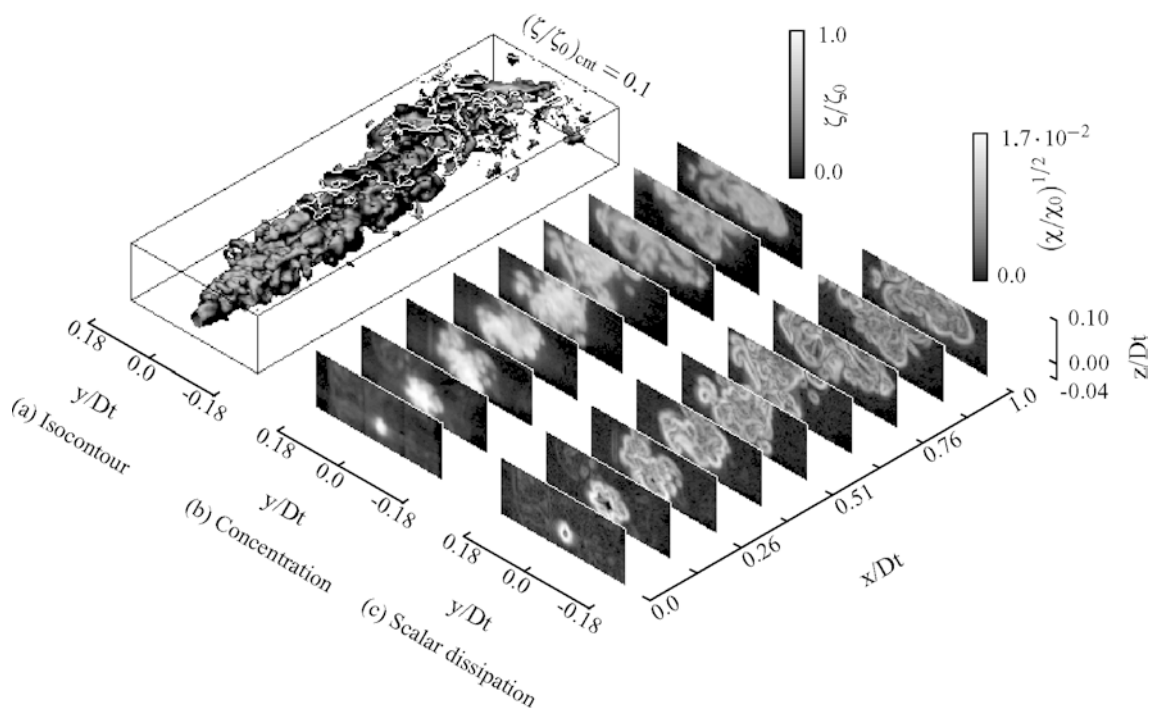 (ζ/ζ₀)cnt = 0.1
1.0
ζ/ζ₀
0.0
1.7·10⁻²
(χ/χ₀)^1/2
0.0
0.10
0.00
-0.04
z/Dt
0.18
0.0
-0.18
y/Dt
(a) Isocontour
0.18
0.0
-0.18
y/Dt
(b) Concentration
0.18
0.0
-0.18
y/Dt
(c) Scalar dissipation
0.0
0.26
0.51
0.76
1.0
x/Dt